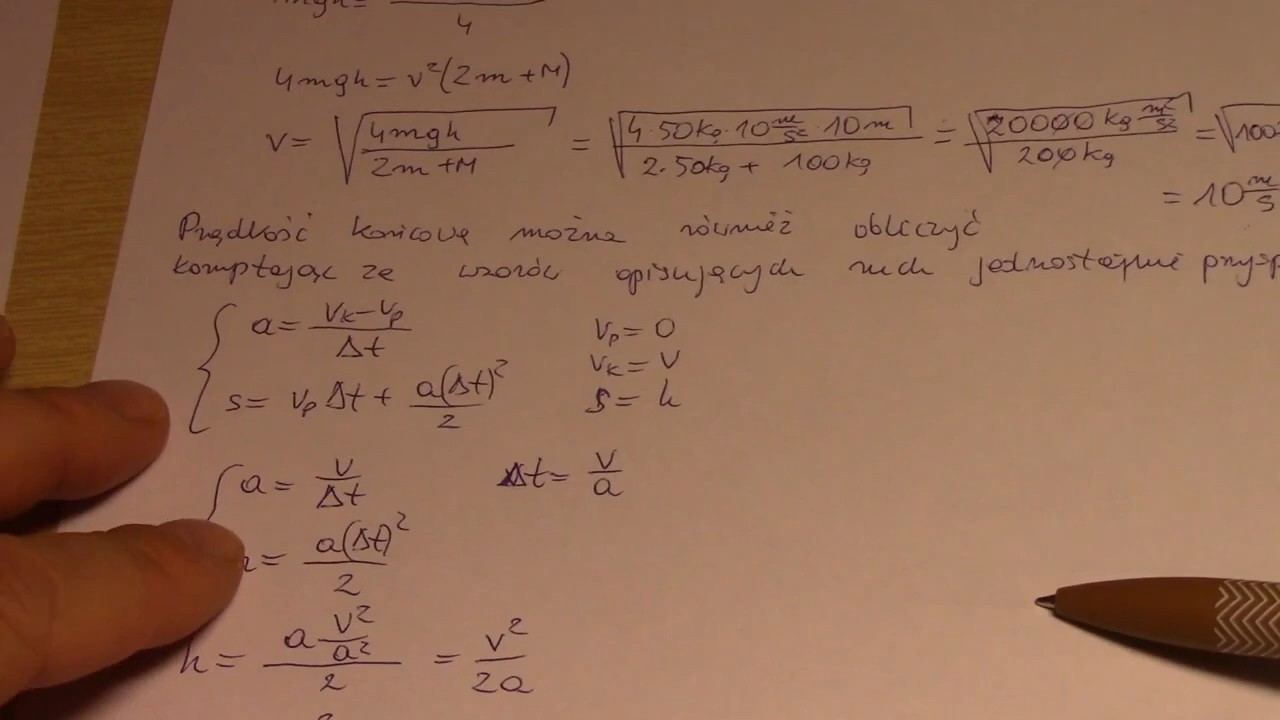 mgh = ―/4
4mgh = v²(2m + M)
v = √(4mgh/(2m + M)) = √(4·50kg·10 m/s²·10m/(2·50kg + 100kg)) = √(20000 kg m²/s²/(200kg)) = √100
= 10 m/s
Prędkość końcową można również obliczyć
korzystając ze wzorów opisujących ruch jednostajnie przysp
a = (vk - vp)/Δt vp = 0
vk = v
s = vp Δt + a(Δt)²/2 s = h
a = v/Δt Δt = v/a
h = a(Δt)²/2
h = (a v²/a²)/2 = v²/2a